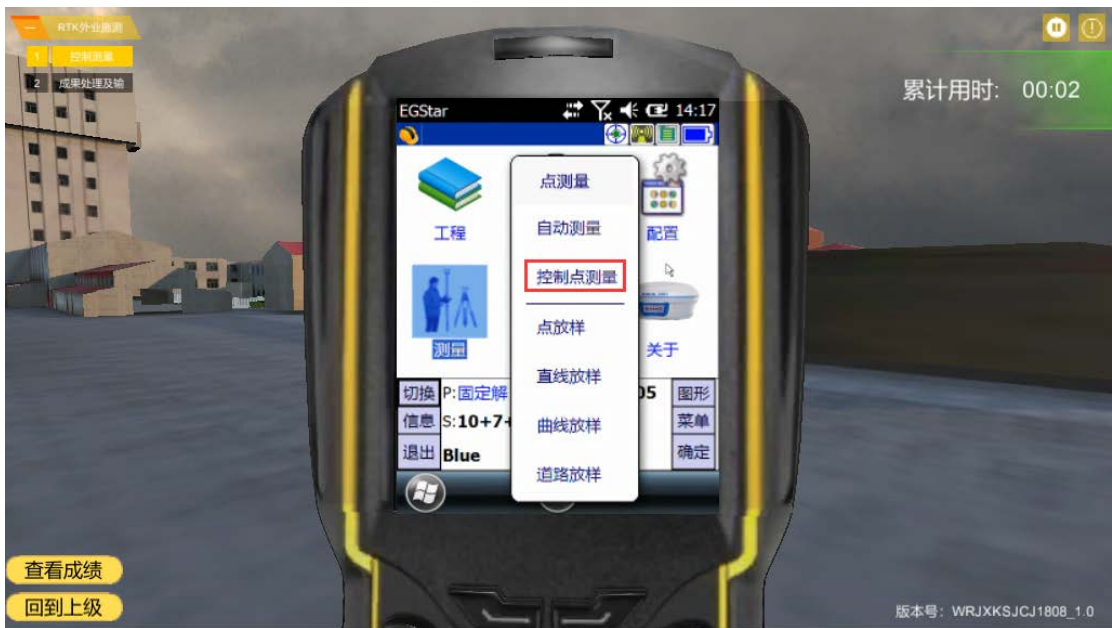 RTK外业施测
1 控制测量
2 成果处理及输
累计用时: 00:02
EGStar 14:17
点测量
自动测量
控制点测量
点放样
直线放样
曲线放样
道路放样
工程
配置
测量
关于
切换 P:固定解 05 图形
信息 S:10+7+ 菜单
退出 Blue 确定
查看成绩
回到上级
版本号: WRJXKSJCJ1808_1.0